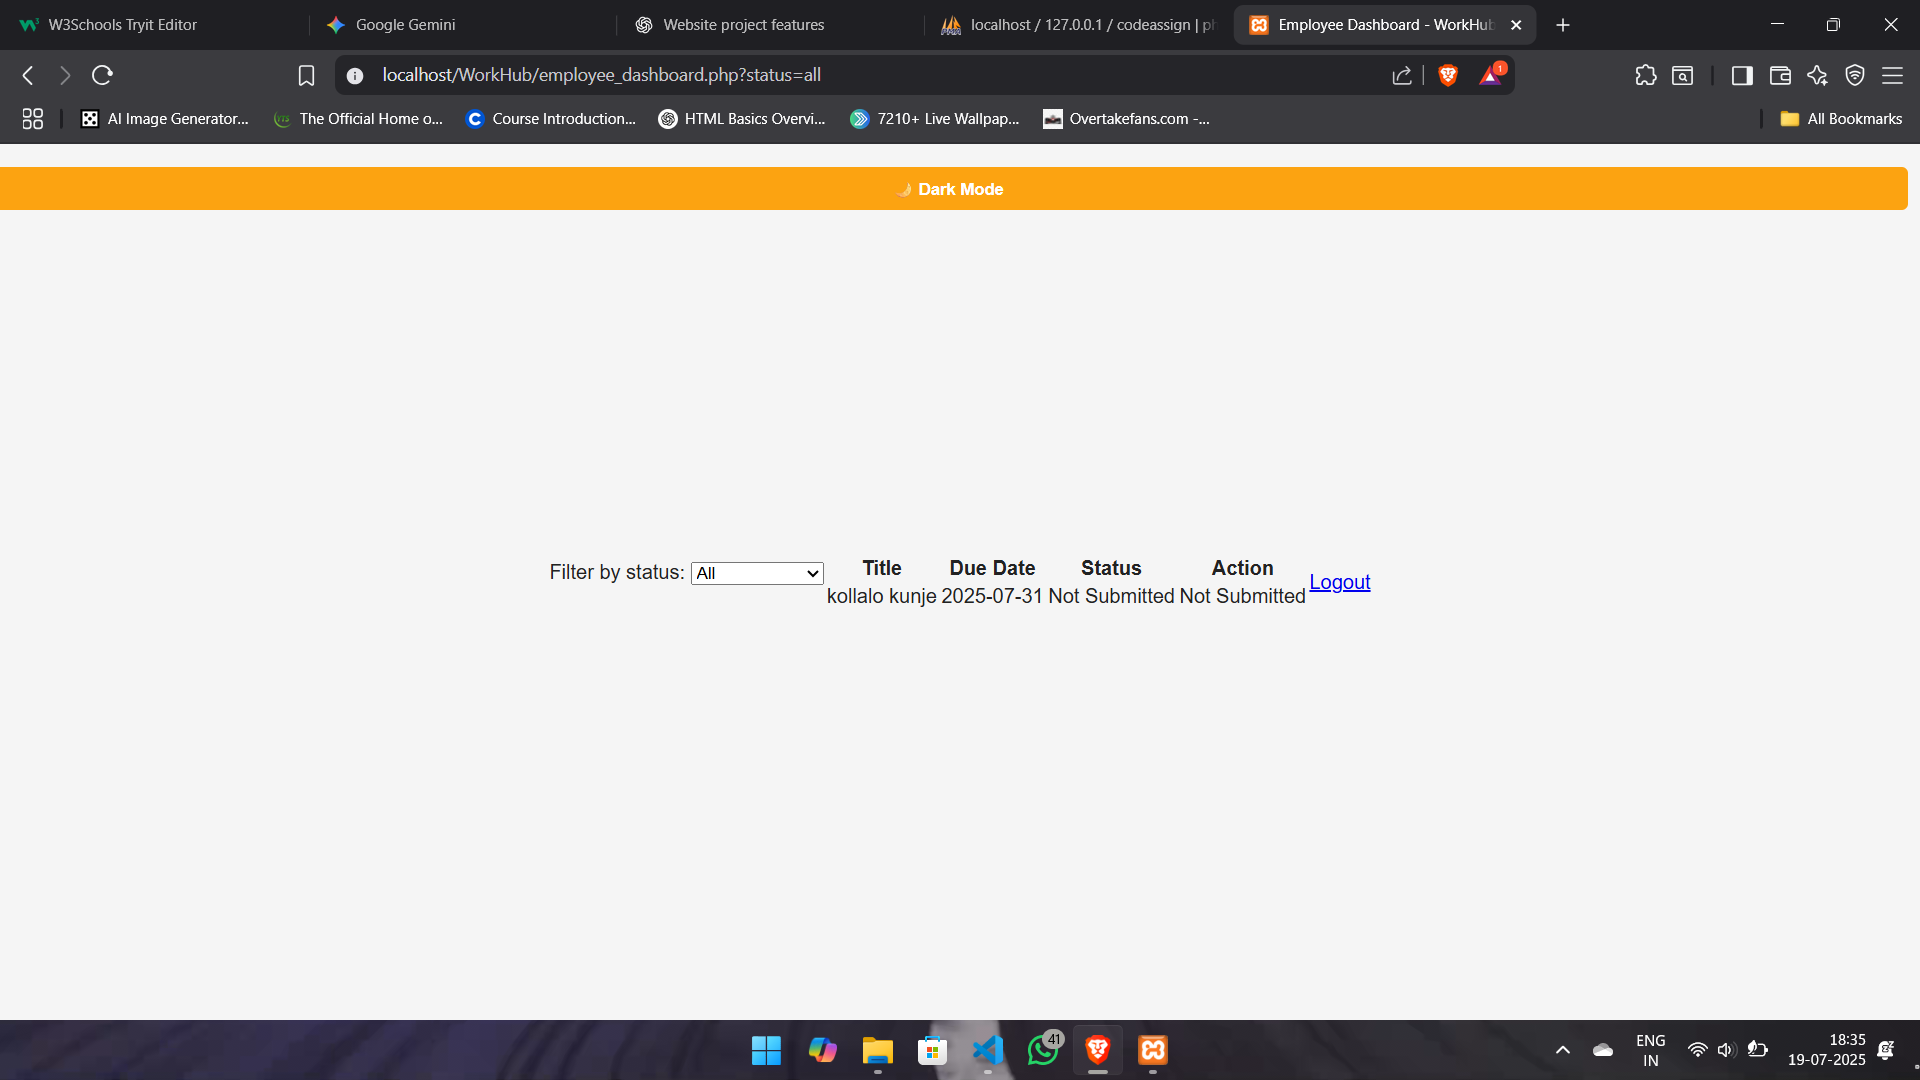 W3Schools Tryit Editor
Google Gemini
Website project features
localhost / 127.0.0.1 / codeassign | ph
Employee Dashboard - WorkHub
localhost/WorkHub/employee_dashboard.php?status=all
1
AI Image Generator...
The Official Home o...
Course Introduction...
HTML Basics Overvi...
7210+ Live Wallpap...
Overtakefans.com -...
All Bookmarks
🌙 Dark Mode
Filter by status: All
Title Due Date Status Action
kollalo kunje 2025-07-31 Not Submitted Not Submitted
Logout
41
ENG
IN
18:35
19-07-2025